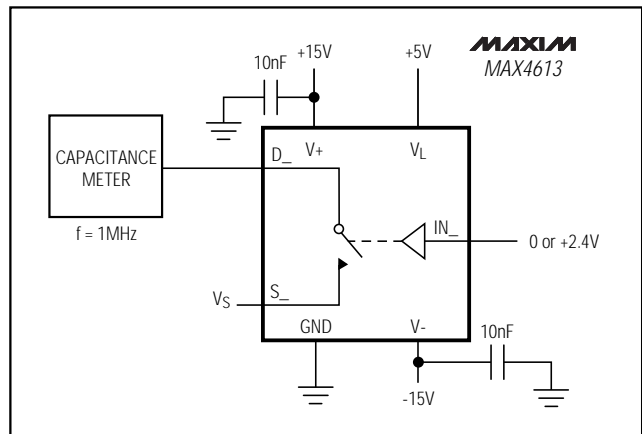 +15V
+5V
MAXIM
MAX4613
10nF
CAPACITANCE
METER
D_
V+
VL
f = 1MHz
IN_
0 or +2.4V
VS
S_
GND
V-
10nF
-15V